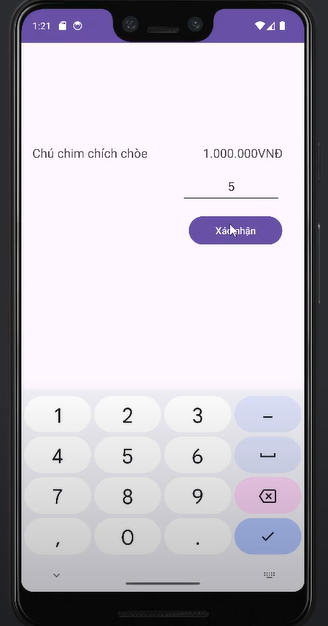 1:21
Chú chim chích chòe 1.000.000VNĐ
5
Xác nhận
1 2 3 -
4 5 6
7 8 9
, 0 .